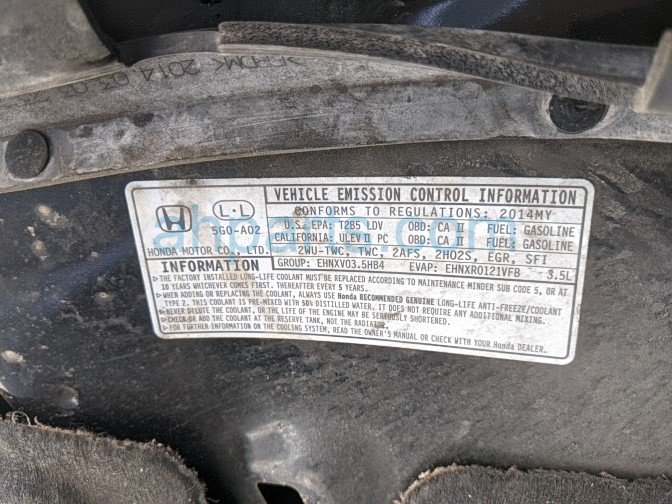 2014.03.0
L·L
5G0-A02
HONDA MOTOR CO., LTD.
VEHICLE EMISSION CONTROL INFORMATION
CONFORMS TO REGULATIONS: 2014MY
U.S. EPA: T2B5 LDV OBD: CA II FUEL: GASOLINE
CALIFORNIA: ULEV II PC OBD: CA II FUEL: GASOLINE
2WU-TWC, TWC, 2AFS, 2HO2S, EGR, SFI
GROUP: EHNXV03.5HB4 EVAP: EHNXR0121VFB 3.5L
INFORMATION
▷THE FACTORY INSTALLED LONG-LIFE COOLANT MUST BE REPLACED ACCORDING TO MAINTENANCE MINDER SUB CODE 5, OR AT
10 YEARS WHICHEVER COMES FIRST. THEREAFTER EVERY 5 YEARS.
▷WHEN ADDING OR REPLACING THE COOLANT, ALWAYS USE Honda RECOMMENDED GENUINE LONG-LIFE ANTI-FREEZE/COOLANT
TYPE 2. THIS COOLANT IS PRE-MIXED WITH 50% DISTILLED WATER. IT DOES NOT REQUIRE ANY ADDITIONAL MIXING.
▷NEVER DILUTE THE COOLANT, OR THE LIFE OF THE ENGINE MAY BE SERIOUSLY SHORTENED.
▷CHECK OR ADD THE COOLANT AT THE RESERVE TANK, NOT THE RADIATOR.
▷FOR FURTHER INFORMATION ON THE COOLING SYSTEM, READ THE OWNER'S MANUAL OR CHECK WITH YOUR Honda DEALER.